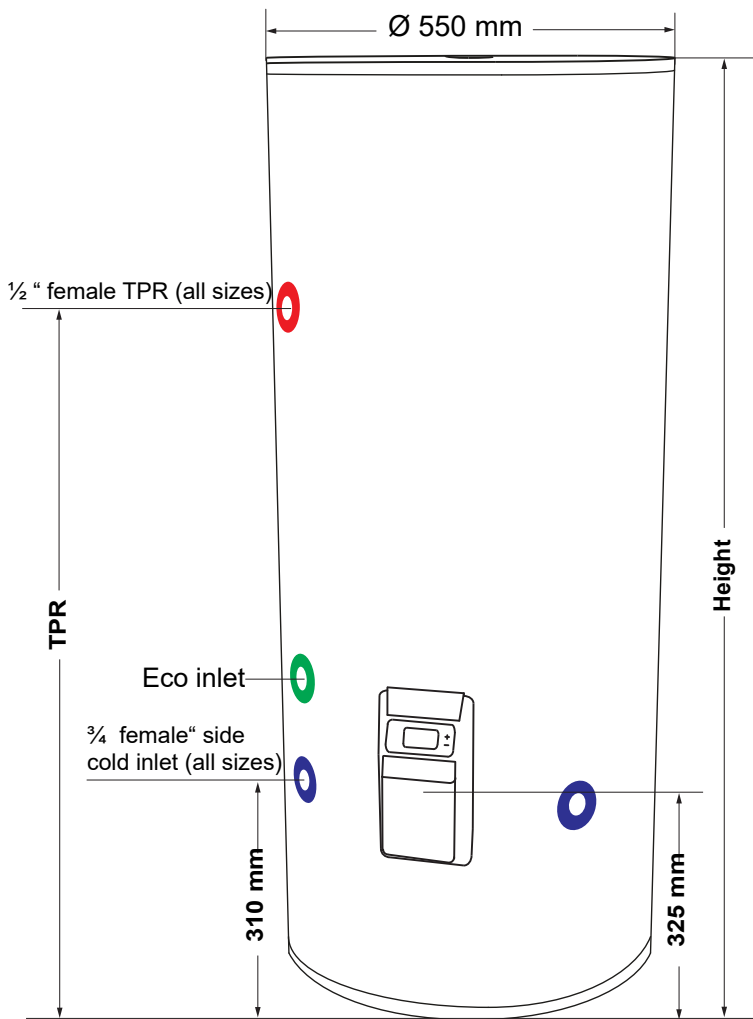 Ø 550 mm
½ “ female TPR (all sizes)
Height
TPR
Eco inlet
¾ female“ side
cold inlet (all sizes)
+
−
310 mm
325 mm